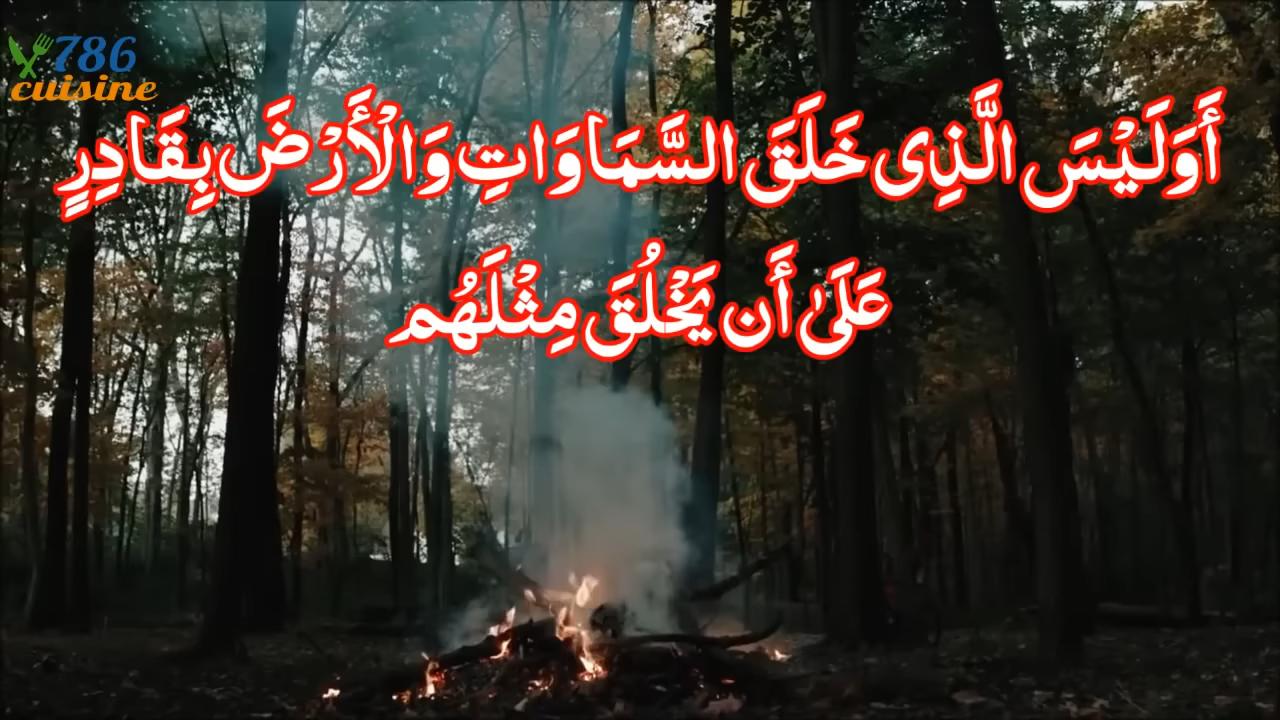 786
cuisine
أَوَلَيْسَ الَّذِى خَلَقَ السَّمَاوَاتِ وَالْأَرْضَ بِقَادِرٍ
عَلَىٰ أَن يَخْلُقَ مِثْلَهُم